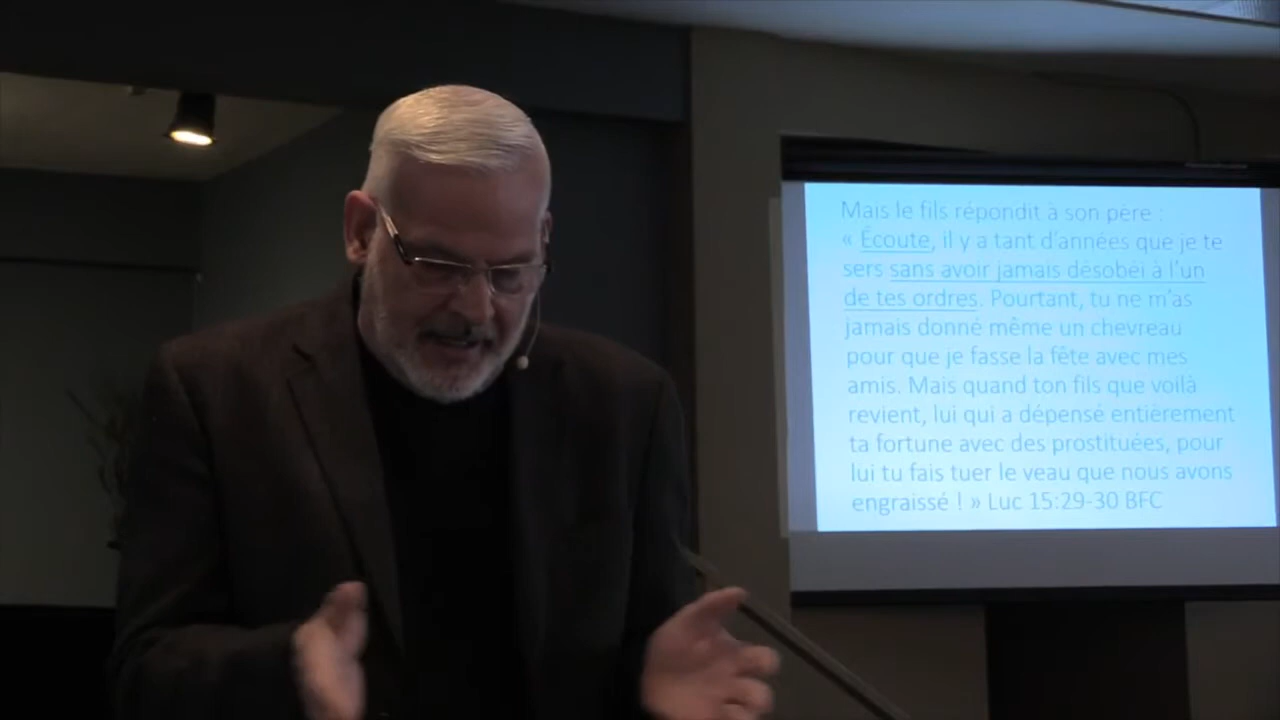 Mais le fils répondit à son père :
« Écoute, il y a tant d'années que je te
sers sans avoir jamais désobéi à l'un
de tes ordres. Pourtant, tu ne m'as
jamais donné même un chevreau
pour que je fasse la fête avec mes
amis. Mais quand ton fils que voilà
revient, lui qui a dépensé entièrement
ta fortune avec des prostituées, pour
lui tu fais tuer le veau que nous avons
engraissé ! » Luc 15:29-30 BFC